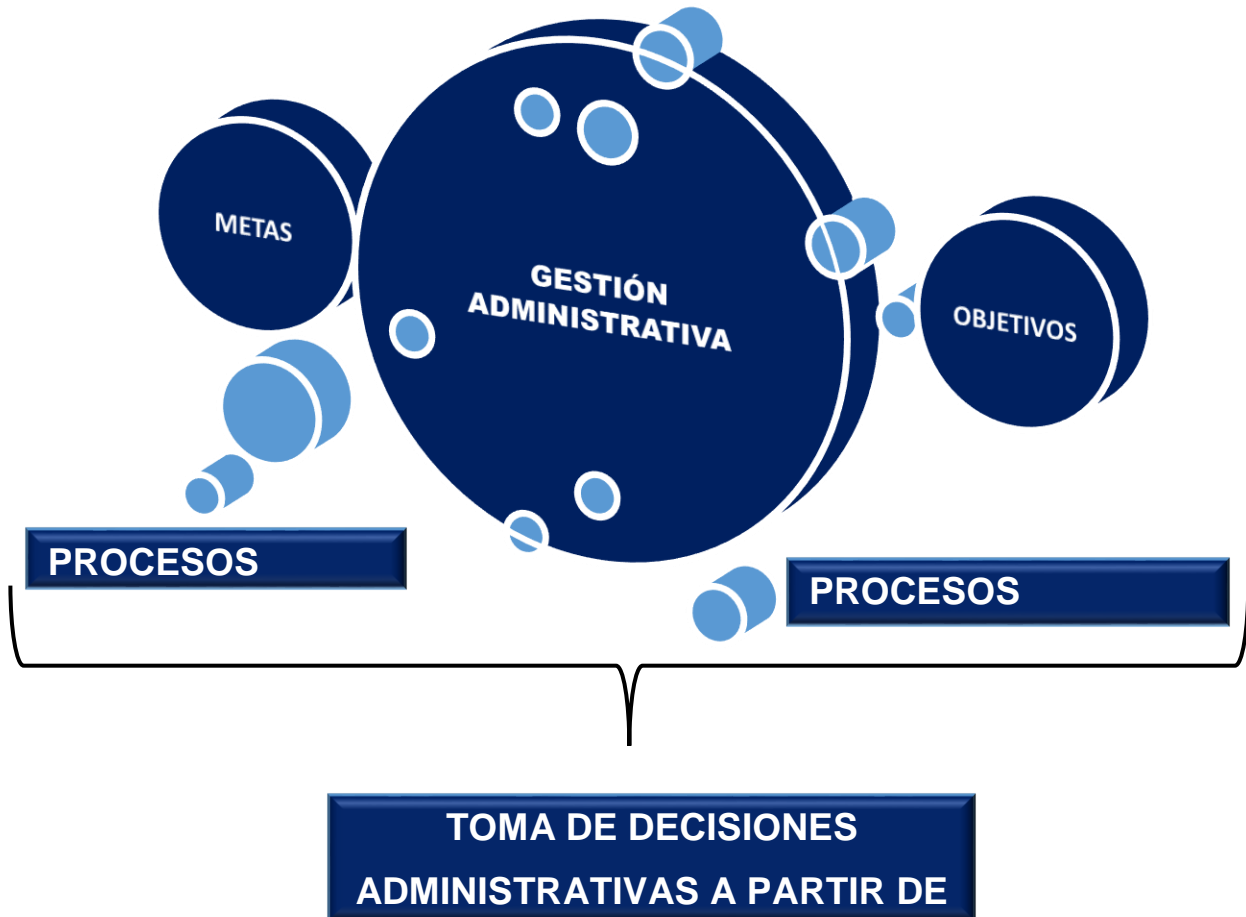 METAS
GESTIÓN
ADMINISTRATIVA
OBJETIVOS
PROCESOS
PROCESOS
TOMA DE DECISIONES
ADMINISTRATIVAS A PARTIR DE